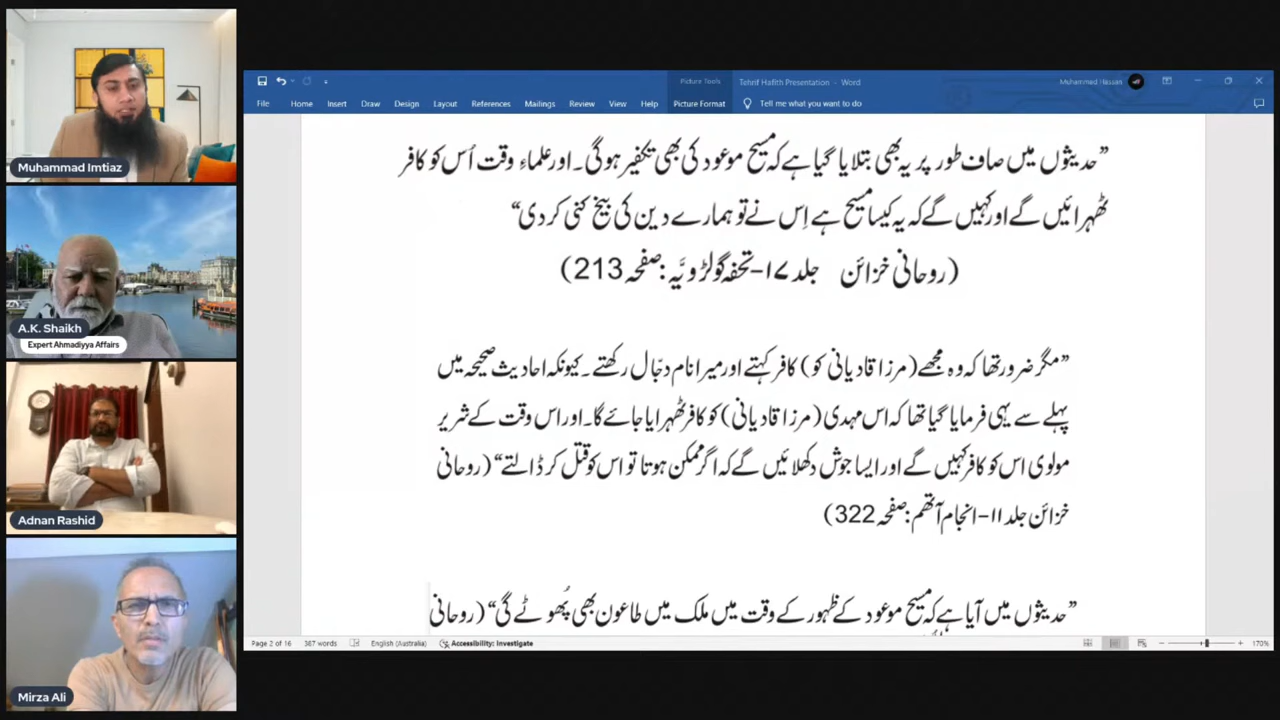 Picture Tools
Tehrif Hafith Presentation - Word
Muhammad Hassan
File Home Insert Draw Design Layout References Mailings Review View Help Picture Format Tell me what you want to do
”حدیثوں میں صاف طور پر یہ بھی بتلایا گیا ہے کہ مسیح موعود کی بھی تکفیر ہوگی۔ اور علماء وقت اُس کو کافر
ٹھہرائیں گے اور کہیں گے کہ یہ کیسا مسیح ہے اِس نے تو ہمارے دین کی بیخ کنی کر دی“
(روحانی خزائن جلد ۱۷-تحفہ گولڑویَّہ: صفحہ 213)
”مگر ضرور تھا کہ وہ مجھے (مرزا قادیانی کو) کافر کہتے اور میرا نام دجّال رکھتے۔ کیونکہ احادیث صحیحہ میں
پہلے سے یہی فرمایا گیا تھا کہ اس مہدی (مرزا قادیانی) کو کافر ٹھہرایا جائے گا۔ اور اس وقت کے شریر
مولوی اس کو کافر کہیں گے اور ایسا جوش دکھلائیں گے کہ اگر ممکن ہوتا تو اس کو قتل کر ڈالتے“ (روحانی
خزائن جلد ۱۱-انجام آتھم: صفحہ 322)
”حدیثوں میں آیا ہے کہ مسیح موعود کے ظہور کے وقت میں ملک میں طاعون بھی پُھوٹے گی“ (روحانی
Page 2 of 16 387 words English (Australia) Accessibility: Investigate 170%
Muhammad Imtiaz
A.K. Shaikh
Expert Ahmadiyya Affairs
Adnan Rashid
Mirza Ali